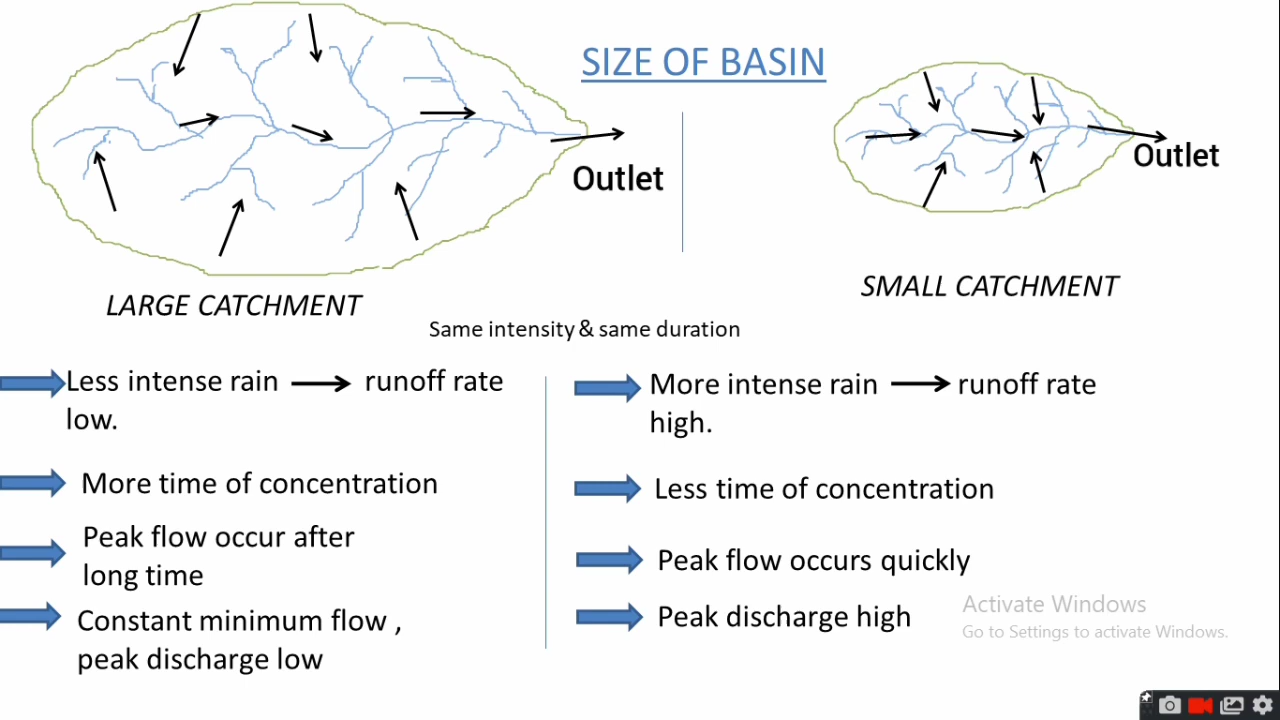 SIZE OF BASIN
Outlet
Outlet
LARGE CATCHMENT
SMALL CATCHMENT
Same intensity & same duration
Less intense rain → runoff rate
low.
More time of concentration
Peak flow occur after
long time
Constant minimum flow ,
peak discharge low
More intense rain → runoff rate
high.
Less time of concentration
Peak flow occurs quickly
Peak discharge high
Activate Windows
Go to Settings to activate Windows.